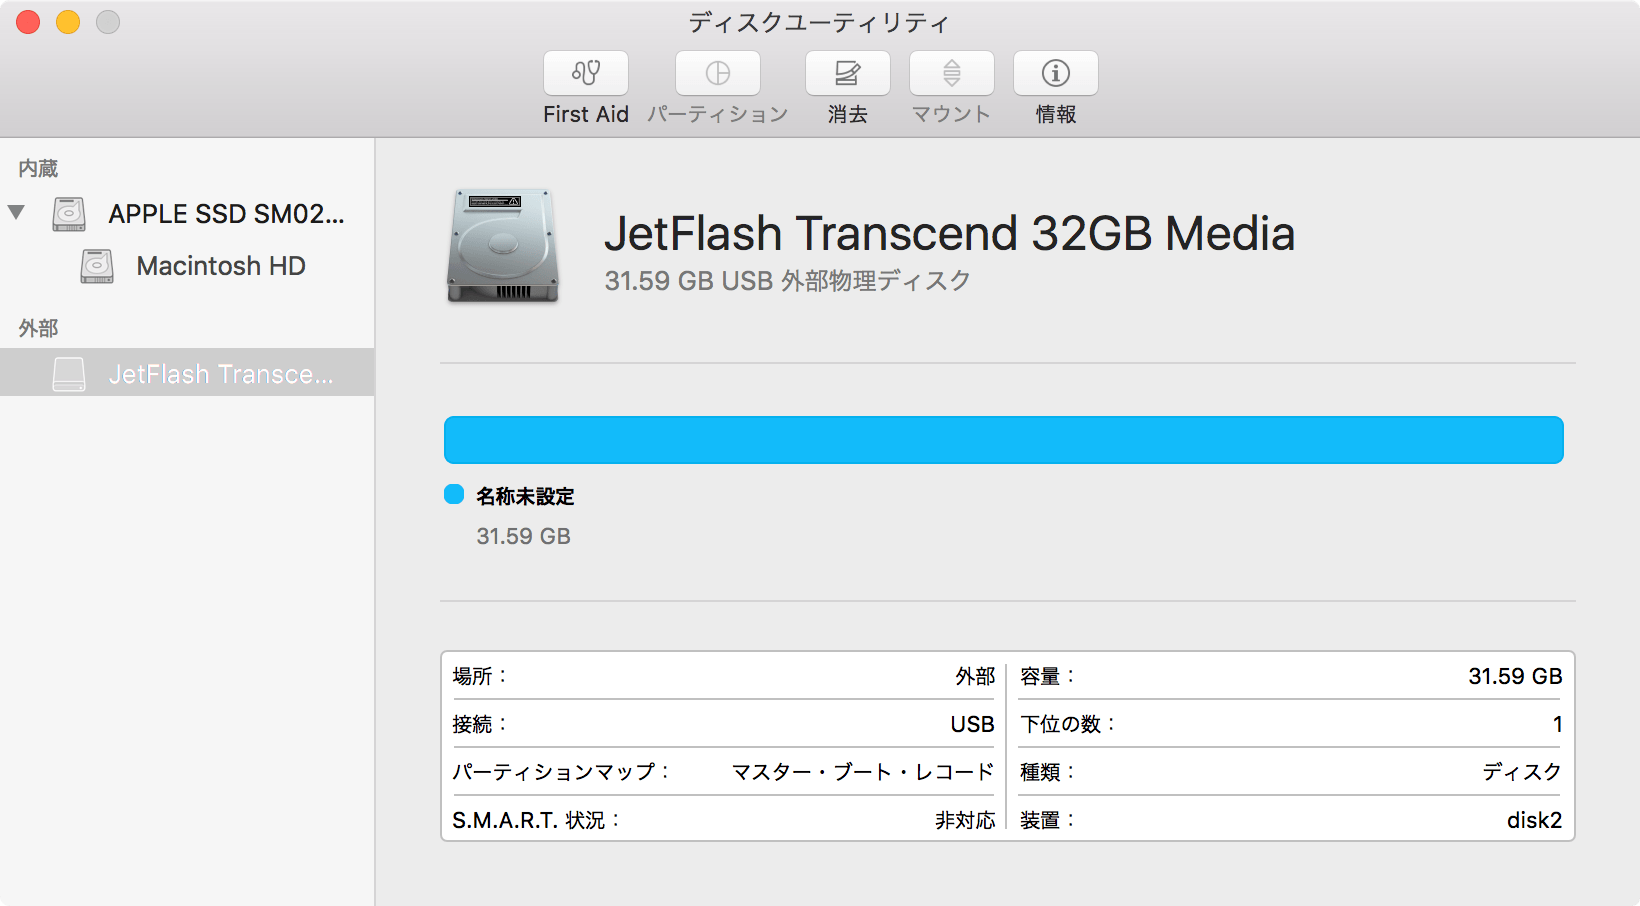 ディスクユーティリティ
First Aid パーティション 消去 マウント 情報
内蔵
APPLE SSD SM02...
Macintosh HD
外部
JetFlash Transce...
JetFlash Transcend 32GB Media
31.59 GB USB 外部物理ディスク
名称未設定
31.59 GB
場所： 外部 容量： 31.59 GB
接続： USB 下位の数： 1
パーティションマップ： マスター・ブート・レコード 種類： ディスク
S.M.A.R.T. 状況： 非対応 装置： disk2